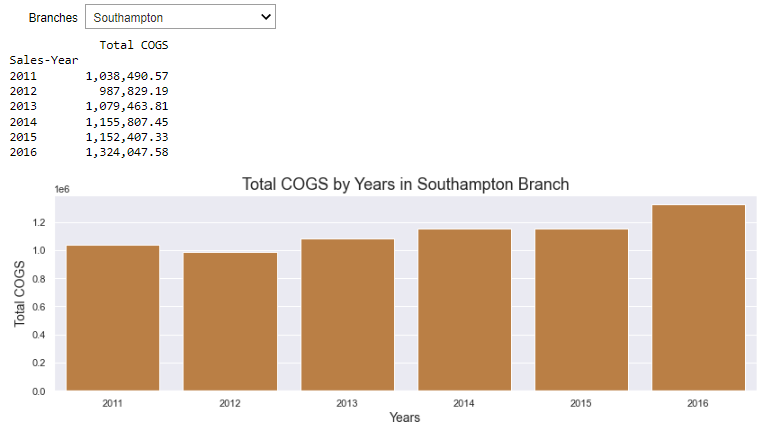 Branches Southampton
Total COGS
Sales-Year
2011 1,038,490.57
2012 987,829.19
2013 1,079,463.81
2014 1,155,807.45
2015 1,152,407.33
2016 1,324,047.58
Total COGS by Years in Southampton Branch
1e6
1.2
1.0
0.8
0.6
0.4
0.2
0.0
Total COGS
2011 2012 2013 2014 2015 2016
Years